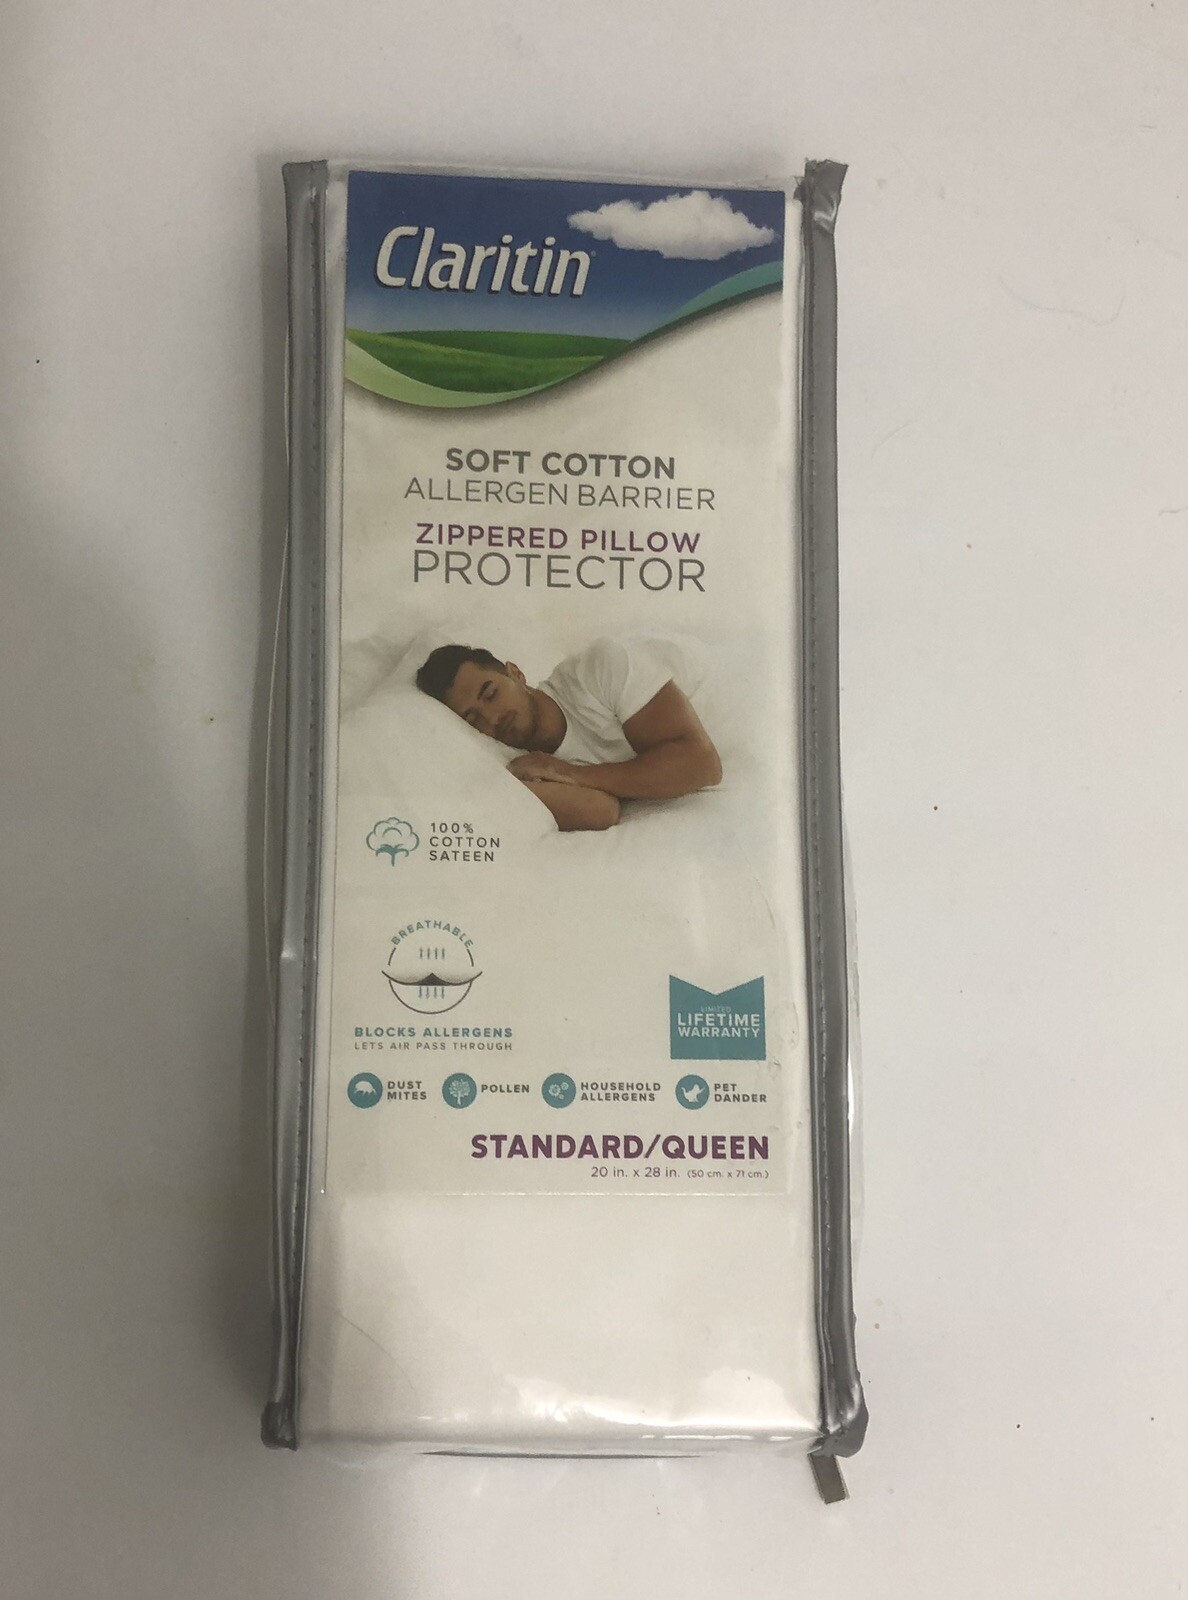 Claritin
SOFT COTTON
ALLERGEN BARRIER
ZIPPERED PILLOW
PROTECTOR
100%
COTTON
SATEEN
BREATHABLE
BLOCKS ALLERGENS
LETS AIR PASS THROUGH
LIMITED
LIFETIME
WARRANTY
DUST
MITES
POLLEN
HOUSEHOLD
ALLERGENS
PET
DANDER
STANDARD/QUEEN
20 in. x 28 in. (50 cm. x 71 cm.)